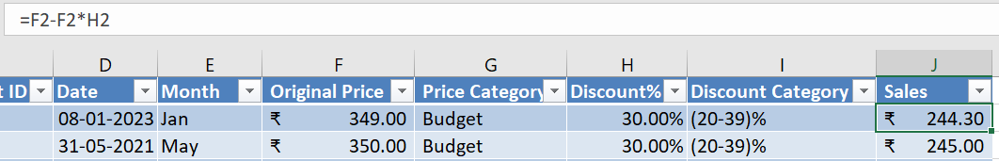 =F2-F2*H2
D E F G H I J
t ID Date Month Original Price Price Category Discount% Discount Category Sales
08-01-2023 Jan ₹ 349.00 Budget 30.00% (20-39)% ₹ 244.30
31-05-2021 May ₹ 350.00 Budget 30.00% (20-39)% ₹ 245.00